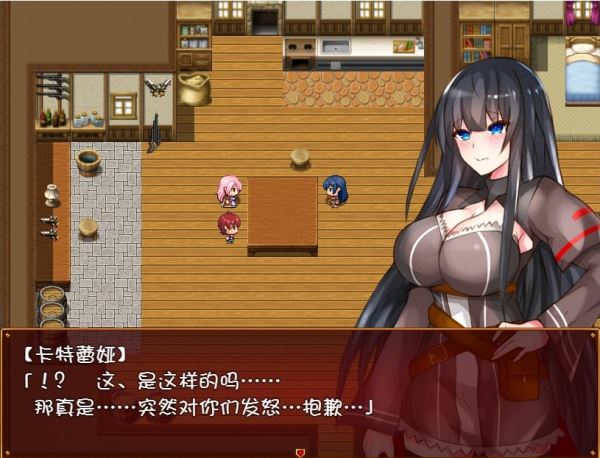 【卡特蕾娅】
「！？　这、是这样的吗……
那真是……突然对你们发怒…抱歉…」